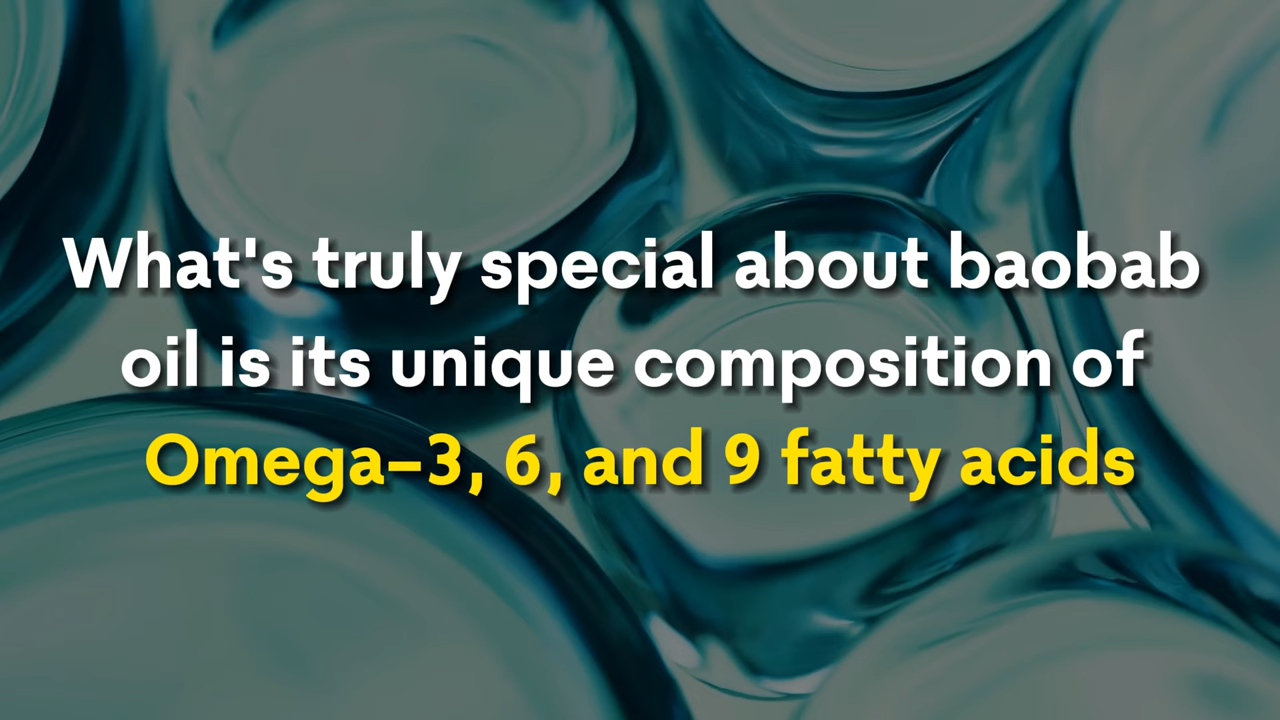 What's truly special about baobab
oil is its unique composition of
Omega–3, 6, and 9 fatty acids